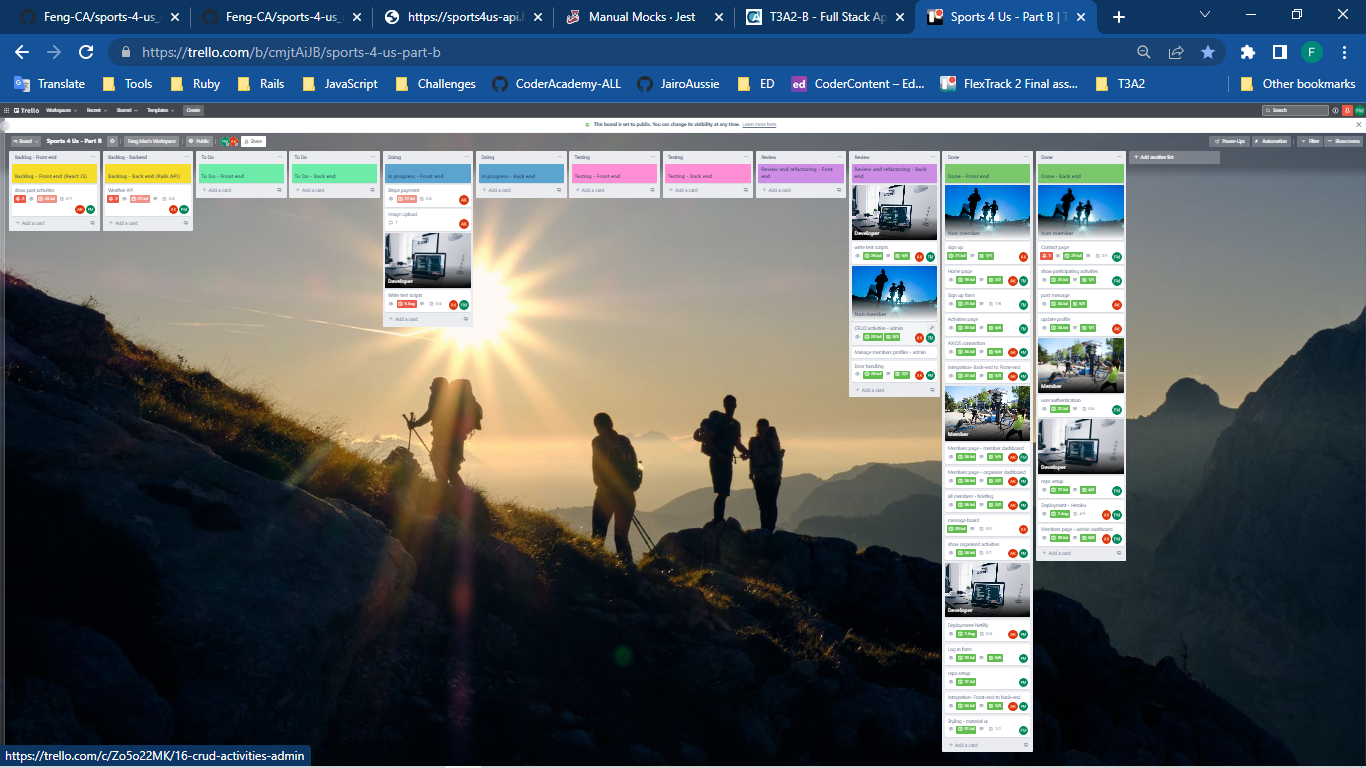 Feng-CA/sports-4-us_
Feng-CA/sports-4-us_
https://sports4us-api.h
Manual Mocks · Jest
T3A2-B - Full Stack Ap
Sports 4 Us - Part B | T
https://trello.com/b/cmjtAiJB/sports-4-us-part-b
F
Translate
Tools
Ruby
Rails
JavaScript
Challenges
CoderAcademy-ALL
JairoAussie
ED
ed CoderContent – Ed...
FlexTrack 2 Final ass...
T3A2
Other bookmarks
Trello
Workspaces
Recent
Starred
Templates
Create
Search
This board is set to public. You can change its visibility at any time. Learn more here
Board
Sports 4 Us - Part B
Feng Man's Workspace
Public
Share
Power-Ups
Automation
Filter
Show menu
Backlog - Front end
Backlog - Front end (React JS)
show past activities
Add a card
Backlog - Backend
Backlog - Back end (Rails API)
Weather API
Add a card
To Do
To Do - Front end
Add a card
To Do
To Do - Back end
Add a card
Doing
In progress - Front end
Stripe payment
Image Upload
1
Developer
Write test scripts
5 Aug
Add a card
Doing
In progress - Back end
Add a card
Testing
Testing - Front end
Add a card
Testing
Testing - Back end
Add a card
Review
Review and refactoring - Front end
Add a card
Review
Review and refactoring - Back end
Developer
write test scripts
Non member
CRUD activities - admin
Manage members profiles - admin
Error handling
Add a card
Done
Done - Front end
Non member
sign up
Home page
Sign up form
Activities page
AXIOS connection
Integration- Back-end to Front-end
Member
Members page - member dashboard
Members page - organiser dashboard
all members - briefing
message board
show organised activities
Developer
Deployment-Netlify
Log in form
repo setup
Integration- Front-end to back-end
Styling - material ui
Add a card
Done
Done - Back end
Non member
Contact page
show participating activities
post message
update profile
Member
user authentication
Developer
repo setup
Deployment - Heroku
Members page - admin dashboard
Add a card
Add another list
https://trello.com/c/Zo5o22MK/16-crud-activities-admin